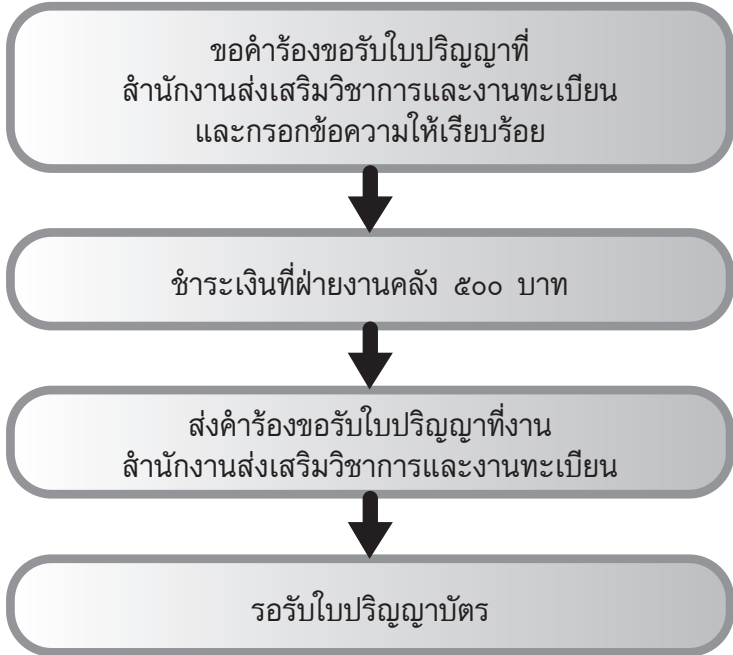 ขอคำร้องขอรับใบปริญญาที่
สำนักงานส่งเสริมวิชาการและงานทะเบียน
และกรอกข้อความให้เรียบร้อย
ชำระเงินที่ฝ่ายงานคลัง ๕๐๐ บาท
ส่งคำร้องขอรับใบปริญญาที่งาน
สำนักงานส่งเสริมวิชาการและงานทะเบียน
รอรับใบปริญญาบัตร